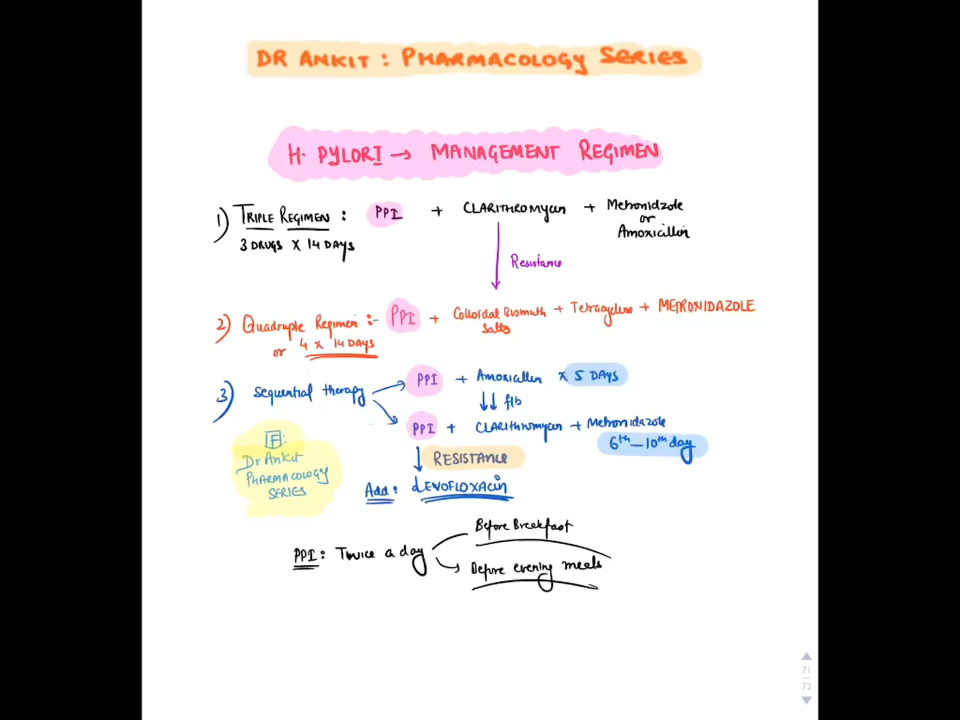 DR ANKIT : PHARMACOLOGY SERIES
H. PYLORI → MANAGEMENT REGIMEN
1) TRIPLE REGIMEN : PPI + CLARITHROMYCIN + Metronidazole
or
Amoxicillin
3 DRUGS X 14 DAYS
Resistance
2) Quadruple Regimen :- PPI + Colloidal Bismuth + Tetracycline + METRONIDAZOLE
Salts
or 4 x 14 DAYS
3) Sequential therapy PPI + Amoxicillin x 5 DAYS
↓↓ f/b
PPI + CLARITHROMYCIN + Metronidazole
6th - 10th day
↓ RESISTANCE
Add : LEVOFLOXACIN
F:
Dr Ankit
PHARMACOLOGY
SERIES
PPI : Twice a day
Before Breakfast
Before evening meals
71
72